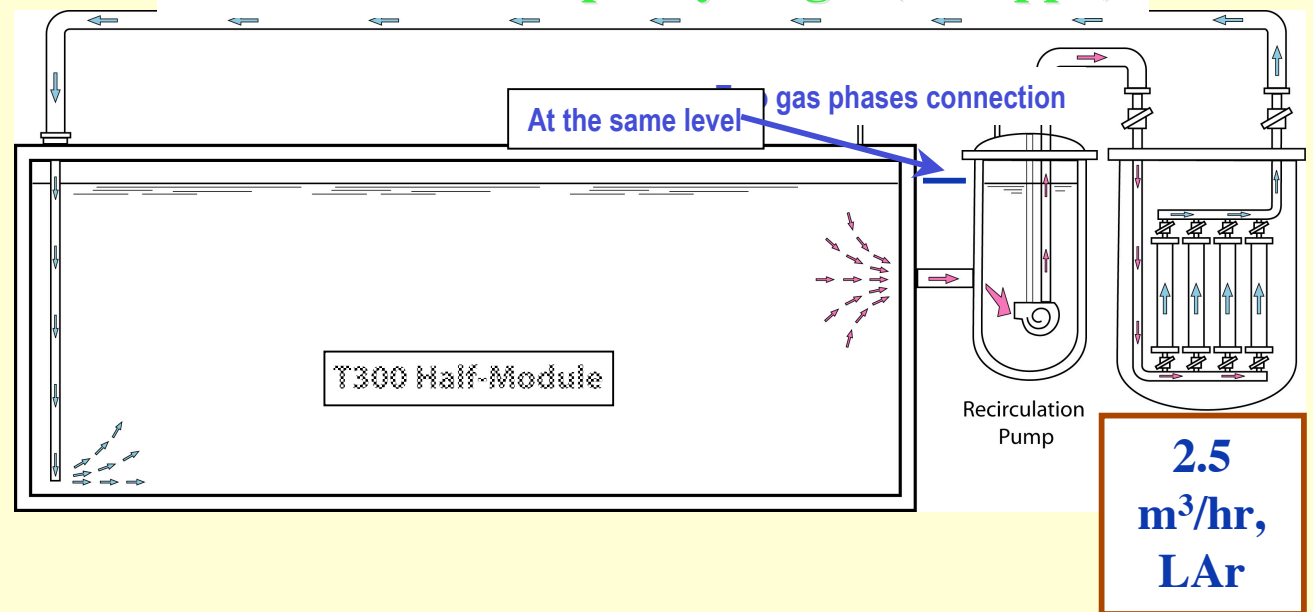 gas phases connection
At the same level
T300 Half-Module
Recirculation
Pump
2.5
m³/hr,
LAr